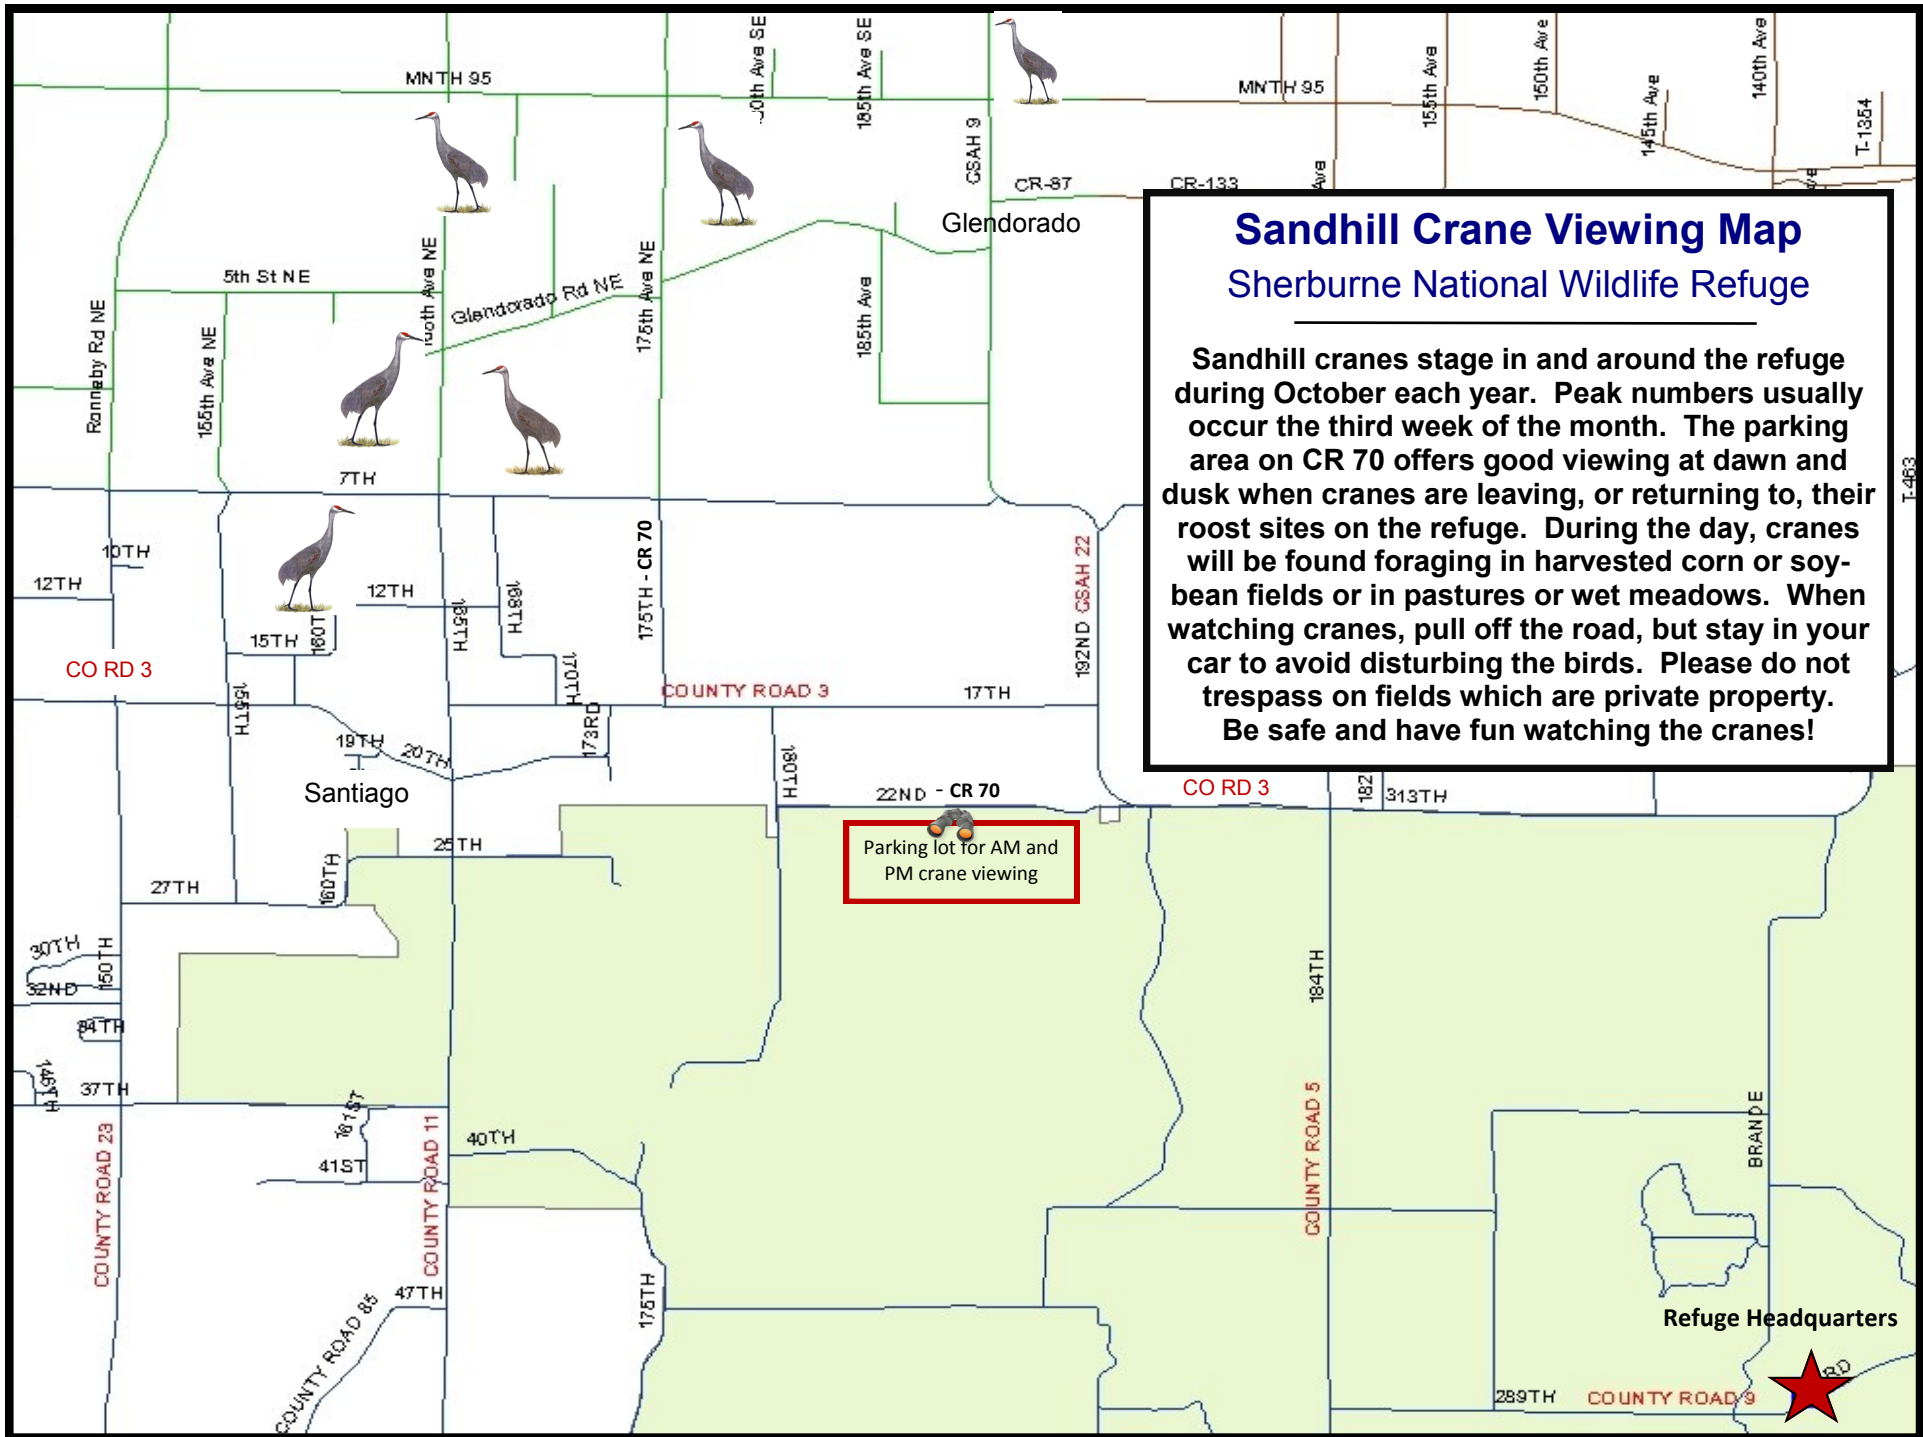 Sandhill Crane Viewing Map
Sherburne National Wildlife Refuge
Sandhill cranes stage in and around the refuge
during October each year. Peak numbers usually
occur the third week of the month. The parking
area on CR 70 offers good viewing at dawn and
dusk when cranes are leaving, or returning to, their
roost sites on the refuge. During the day, cranes
will be found foraging in harvested corn or soy-
bean fields or in pastures or wet meadows. When
watching cranes, pull off the road, but stay in your
car to avoid disturbing the birds. Please do not
trespass on fields which are private property.
Be safe and have fun watching the cranes!
MNTH 95
185th Ave SE
MNTH 95
155th Ave
150th Ave
145th Ave
140th Ave
T-1354
CSAH 9
CR-87
CR-133
Ave
Glendorado
5th St NE
Ave NE
Glendorado Rd NE
175th Ave NE
185th Ave
Ranneby Rd NE
155th Ave NE
T-463
7TH
10TH
12TH
12TH
168TH
165TH
175TH - CR 70
192ND CSAH 22
15TH
160T
170TH
CO RD 3
155TH
COUNTY ROAD 3
17TH
173RD
19TH
20TH
180TH
Santiago
22ND - CR 70
CO RD 3
182
313TH
Parking lot for AM and
PM crane viewing
25TH
160TH
27TH
30TH
150TH
32ND
34TH
146TH
37TH
184TH
161ST
41ST
40TH
COUNTY ROAD 23
COUNTY ROAD 11
COUNTY ROAD 5
BRANDE
47TH
COUNTY ROAD 85
175TH
Refuge Headquarters
289TH
COUNTY ROAD 9
RD